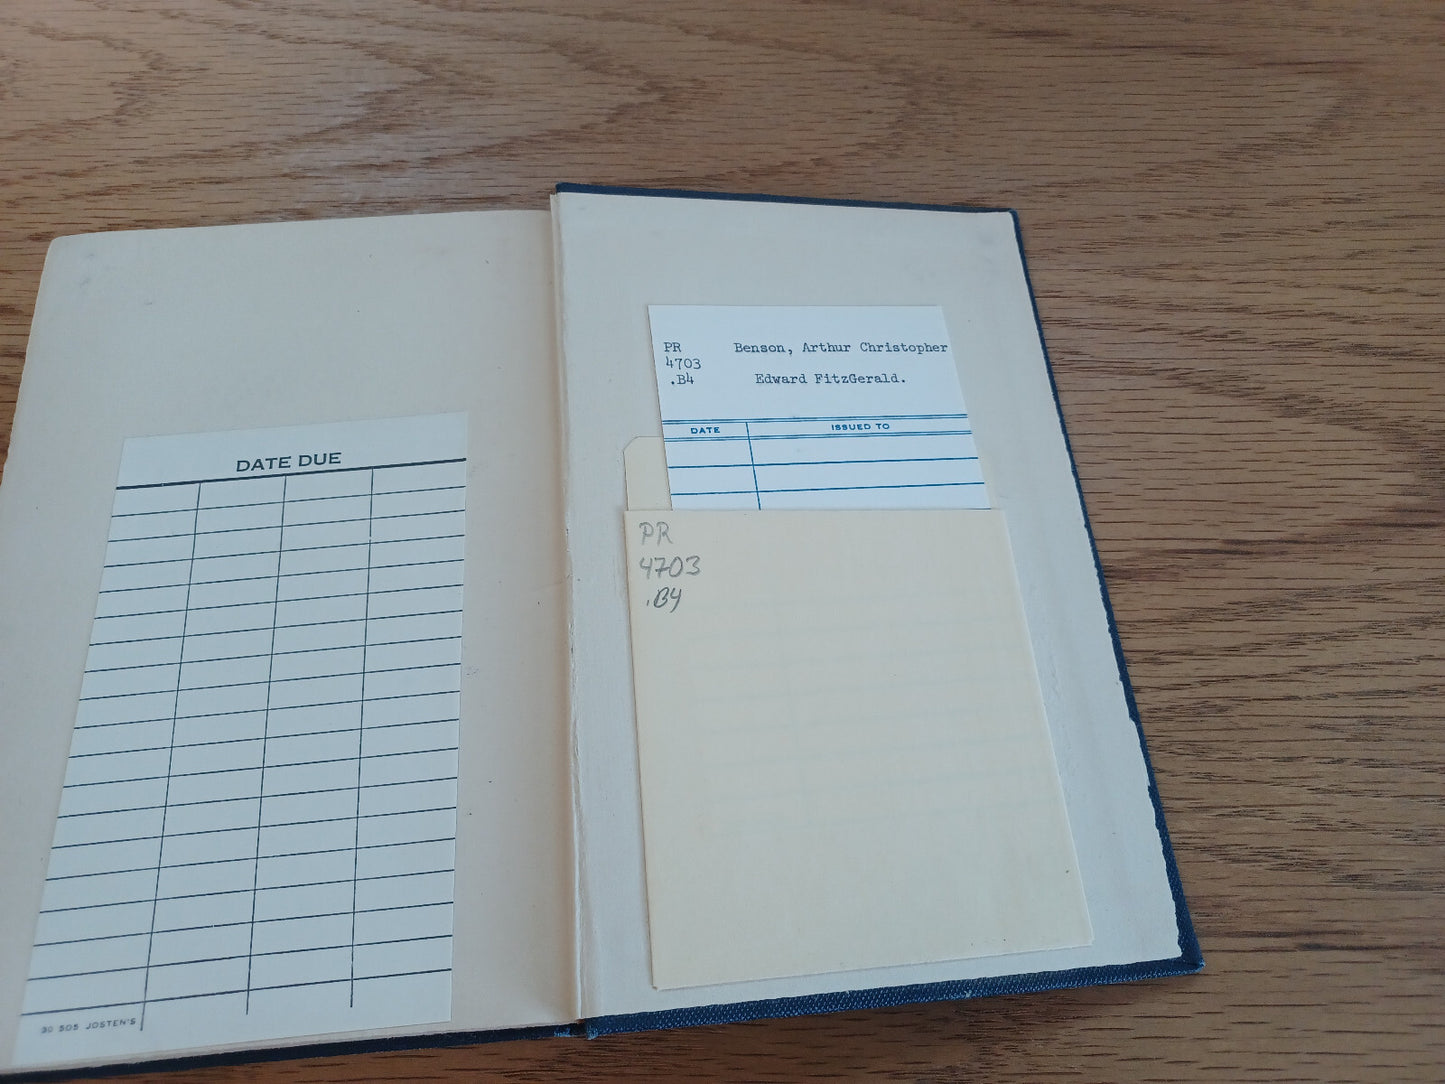 DATE DUE
30 505 JOSTEN'S
PR Benson, Arthur Christopher
4703
.B4 Edward FitzGerald.
DATE ISSUED TO
PR
4703
.B4